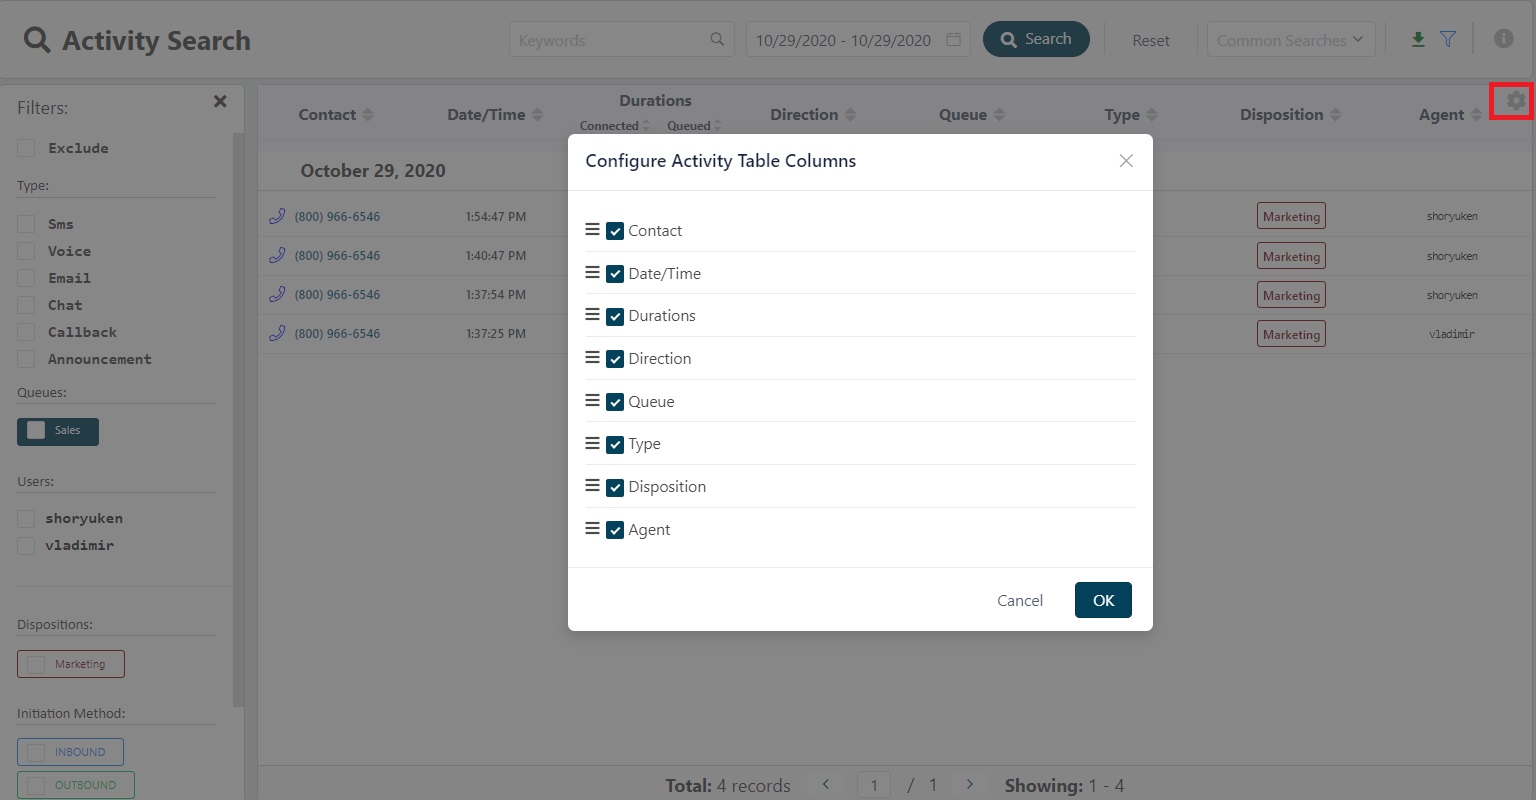 Activity Search
Keywords
10/29/2020 - 10/29/2020
Search
Reset
Common Searches
Filters:
Exclude
Type:
Sms
Voice
Email
Chat
Callback
Announcement
Queues:
Sales
Users:
shoryuken
vladimir
Dispositions:
Marketing
Initiation Method:
INBOUND
OUTBOUND
Contact
Date/Time
Durations
Connected
Queued
Direction
Queue
Type
Disposition
Agent
October 29, 2020
(800) 966-6546 1:54:47 PM Marketing shoryuken
(800) 966-6546 1:40:47 PM Marketing shoryuken
(800) 966-6546 1:37:54 PM Marketing shoryuken
(800) 966-6546 1:37:25 PM Marketing vladimir
Configure Activity Table Columns
Contact
Date/Time
Durations
Direction
Queue
Type
Disposition
Agent
Cancel
OK
Total: 4 records
1 / 1
Showing: 1 - 4